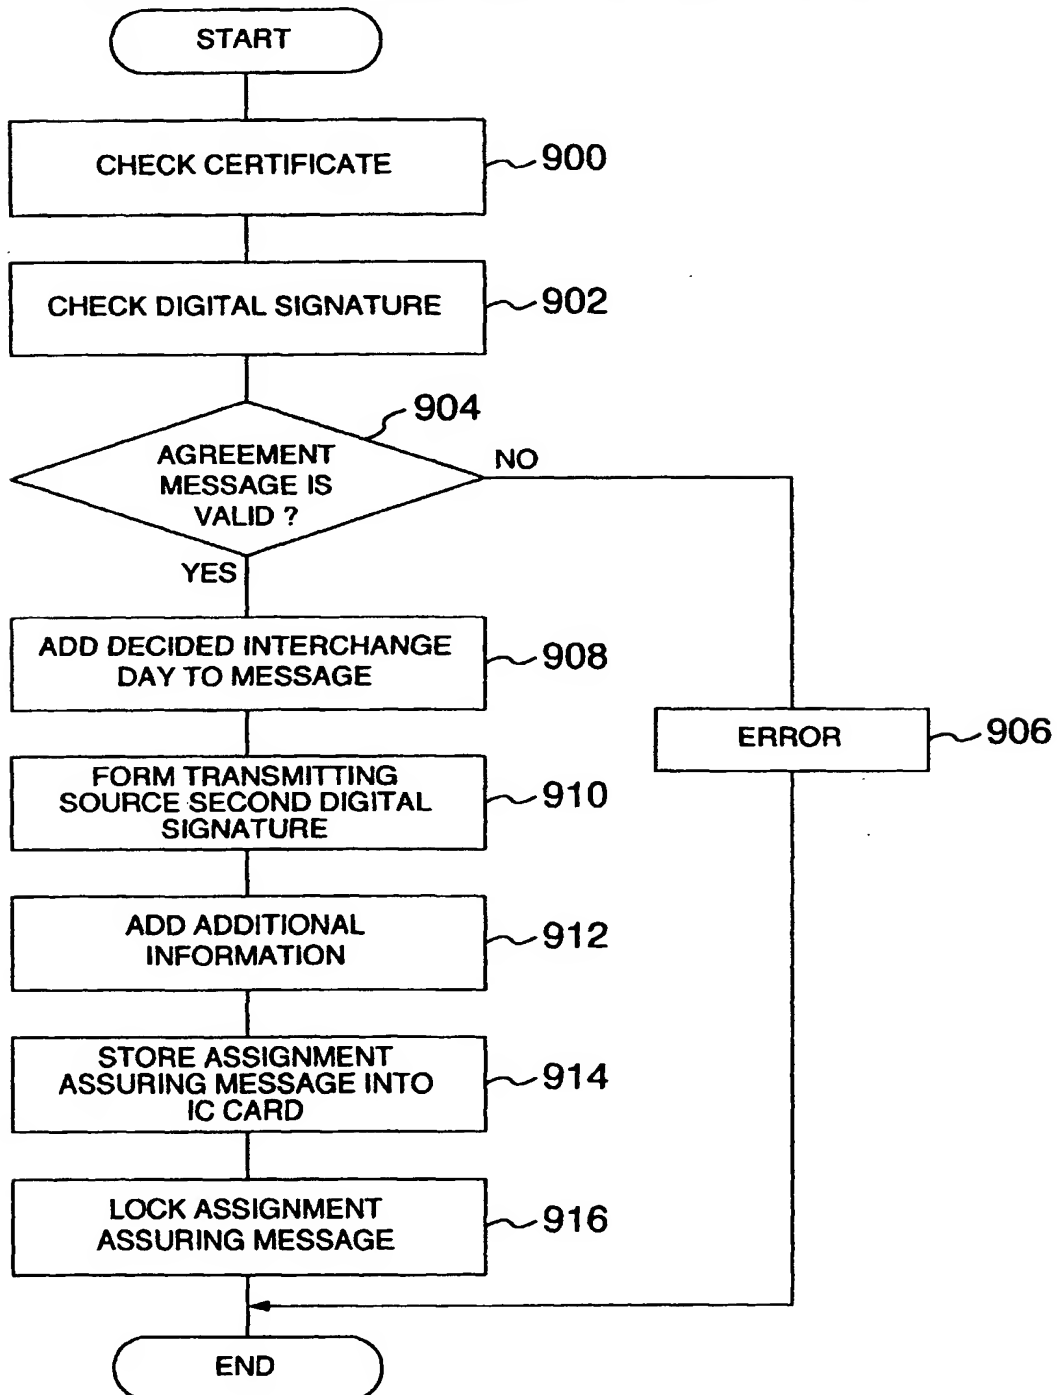 START
CHECK CERTIFICATE
900
CHECK DIGITAL SIGNATURE
902
904
AGREEMENT
MESSAGE IS
VALID ?
NO
YES
ADD DECIDED INTERCHANGE
DAY TO MESSAGE
908
ERROR
906
FORM TRANSMITTING
SOURCE SECOND DIGITAL
SIGNATURE
910
ADD ADDITIONAL
INFORMATION
912
STORE ASSIGNMENT
ASSURING MESSAGE INTO
IC CARD
914
LOCK ASSIGNMENT
ASSURING MESSAGE
916
END